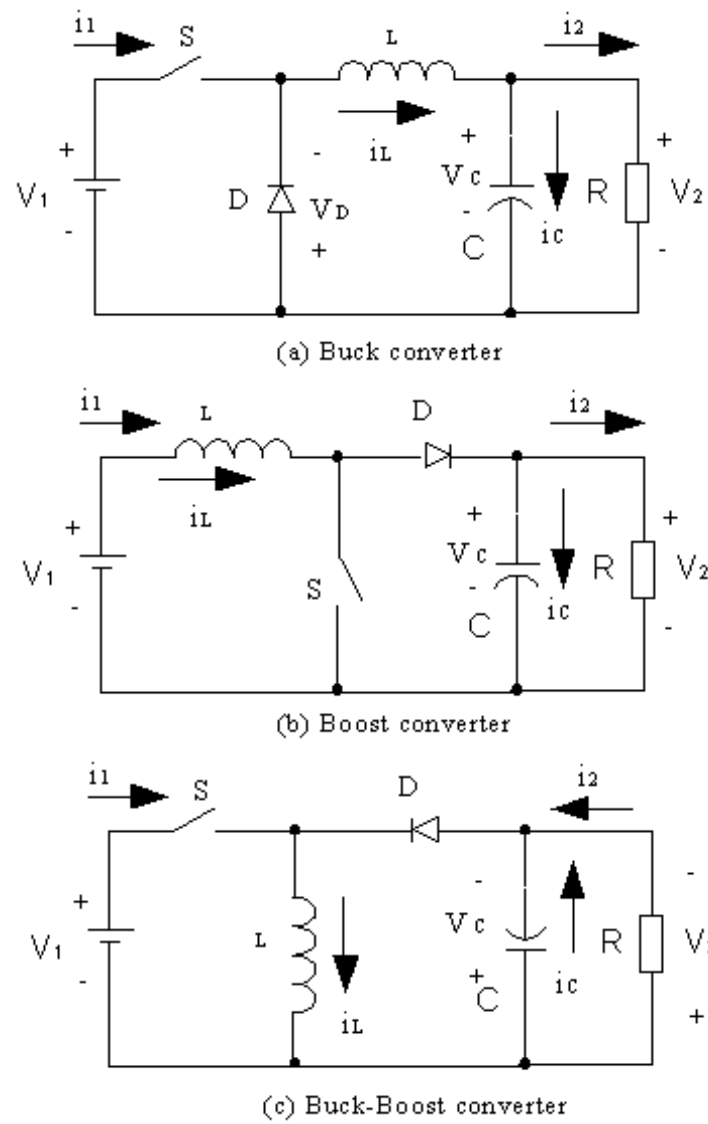 i1 S L i2
+ - iL + +
V1 D VD VC R V2
- + - C iC -
(a) Buck converter
i1 L D i2
iL + +
+ V1 S VC R V2
- - C iC -
(b) Boost converter
i1 S D i2
+ - -
V1 L VC R V
- iL + C iC +
(c) Buck-Boost converter